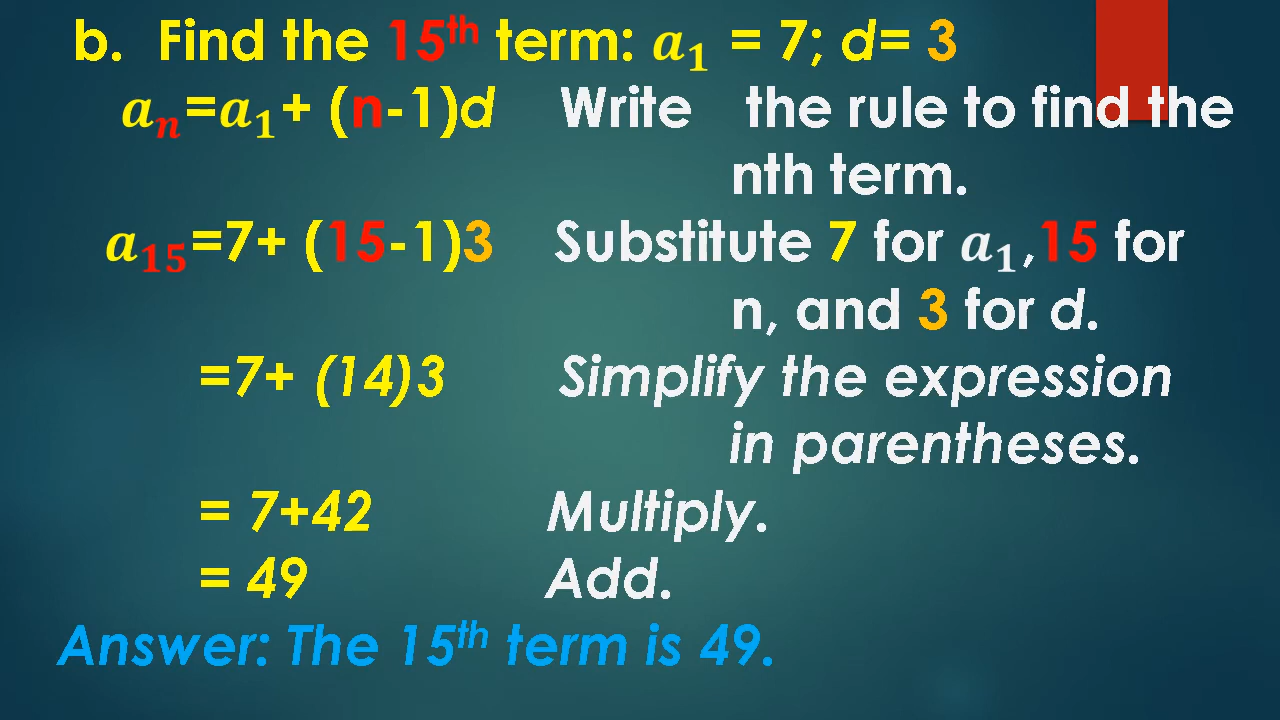 b. Find the 15th term: a1 = 7; d= 3
an=a1+ (n-1)d Write the rule to find the
nth term.
a15=7+ (15-1)3 Substitute 7 for a1,15 for
n, and 3 for d.
=7+ (14)3 Simplify the expression
in parentheses.
= 7+42 Multiply.
= 49 Add.
Answer: The 15th term is 49.